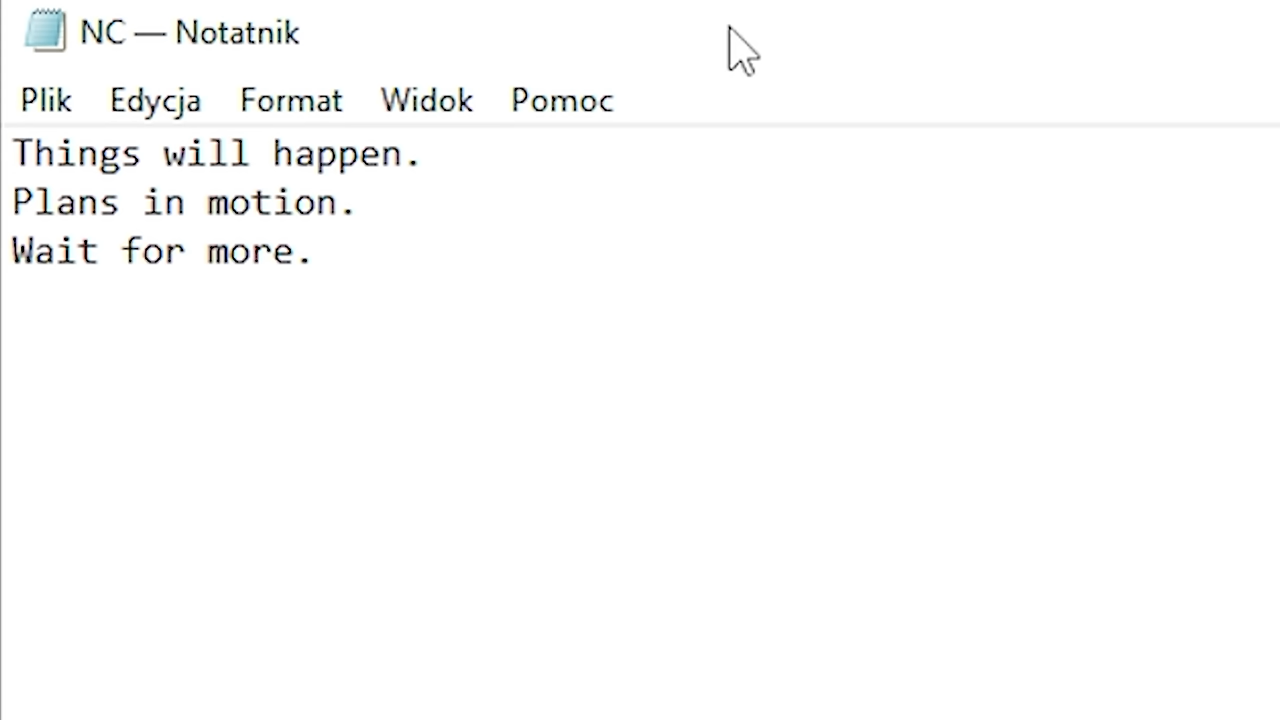 NC — Notatnik
Plik Edycja Format Widok Pomoc
Things will happen.
Plans in motion.
Wait for more.